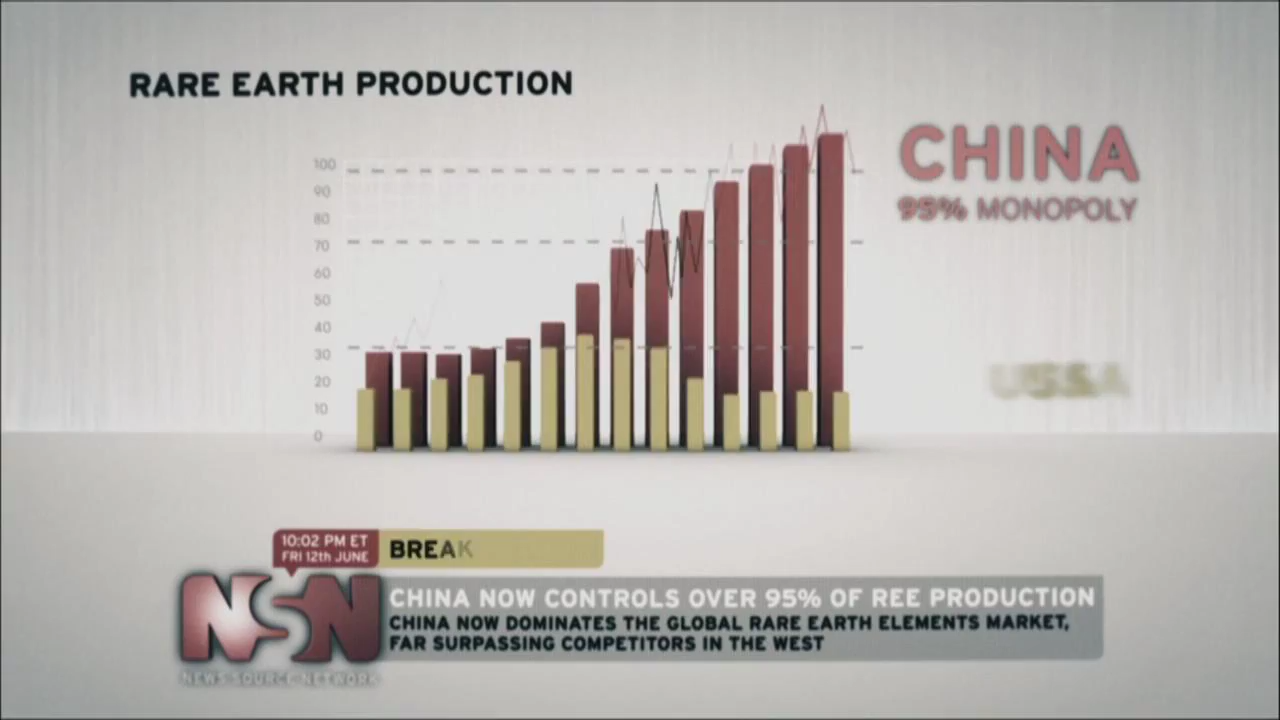 RARE EARTH PRODUCTION
CHINA
95% MONOPOLY
100
90
80
70
60
50
40
30
20
10
0
10:02 PM ET
FRI 12th JUNE
BREAK
NSN
NEWS SOURCE NETWORK
CHINA NOW CONTROLS OVER 95% OF REE PRODUCTION
CHINA NOW DOMINATES THE GLOBAL RARE EARTH ELEMENTS MARKET,
FAR SURPASSING COMPETITORS IN THE WEST